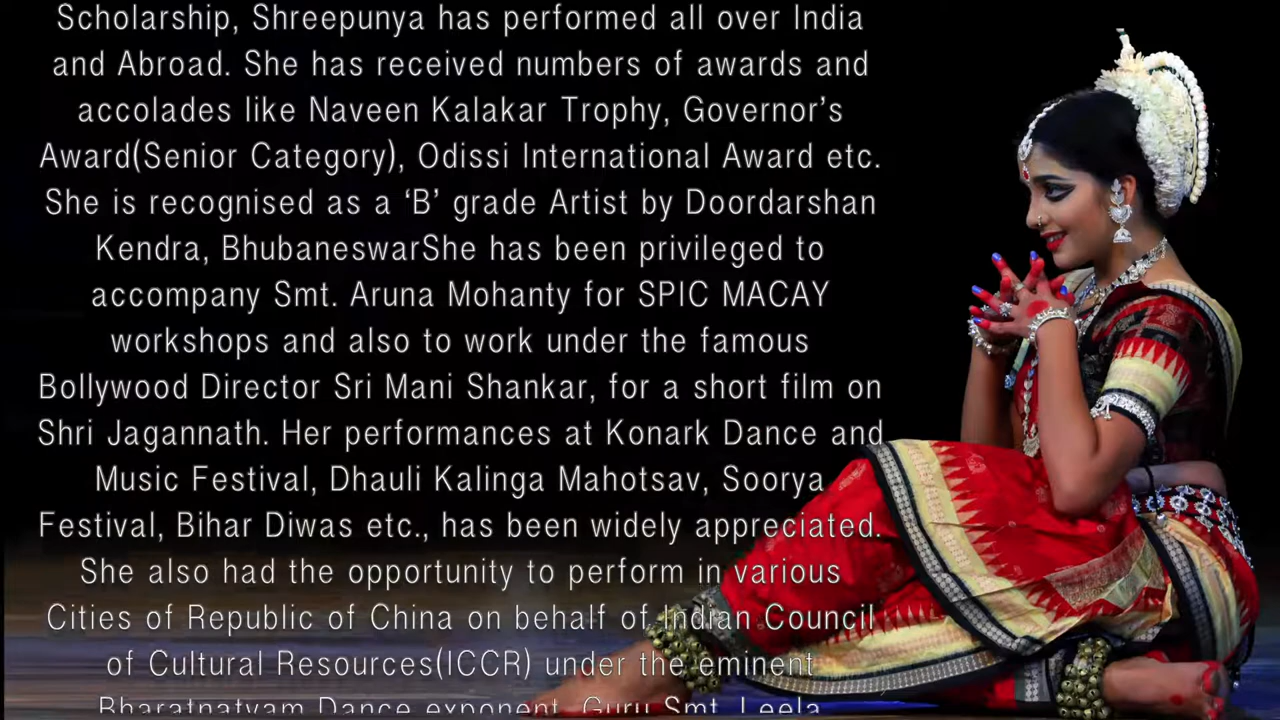 Scholarship, Shreepunya has performed all over India
and Abroad. She has received numbers of awards and
accolades like Naveen Kalakar Trophy, Governor’s
Award(Senior Category), Odissi International Award etc.
She is recognised as a ‘B’ grade Artist by Doordarshan
Kendra, BhubaneswarShe has been privileged to
accompany Smt. Aruna Mohanty for SPIC MACAY
workshops and also to work under the famous
Bollywood Director Sri Mani Shankar, for a short film on
Shri Jagannath. Her performances at Konark Dance and
Music Festival, Dhauli Kalinga Mahotsav, Soorya
Festival, Bihar Diwas etc., has been widely appreciated.
She also had the opportunity to perform in various
Cities of Republic of China on behalf of Indian Council
of Cultural Resources(ICCR) under the eminent
Bharatnatyam Dance exponent, Guru Smt. Leela